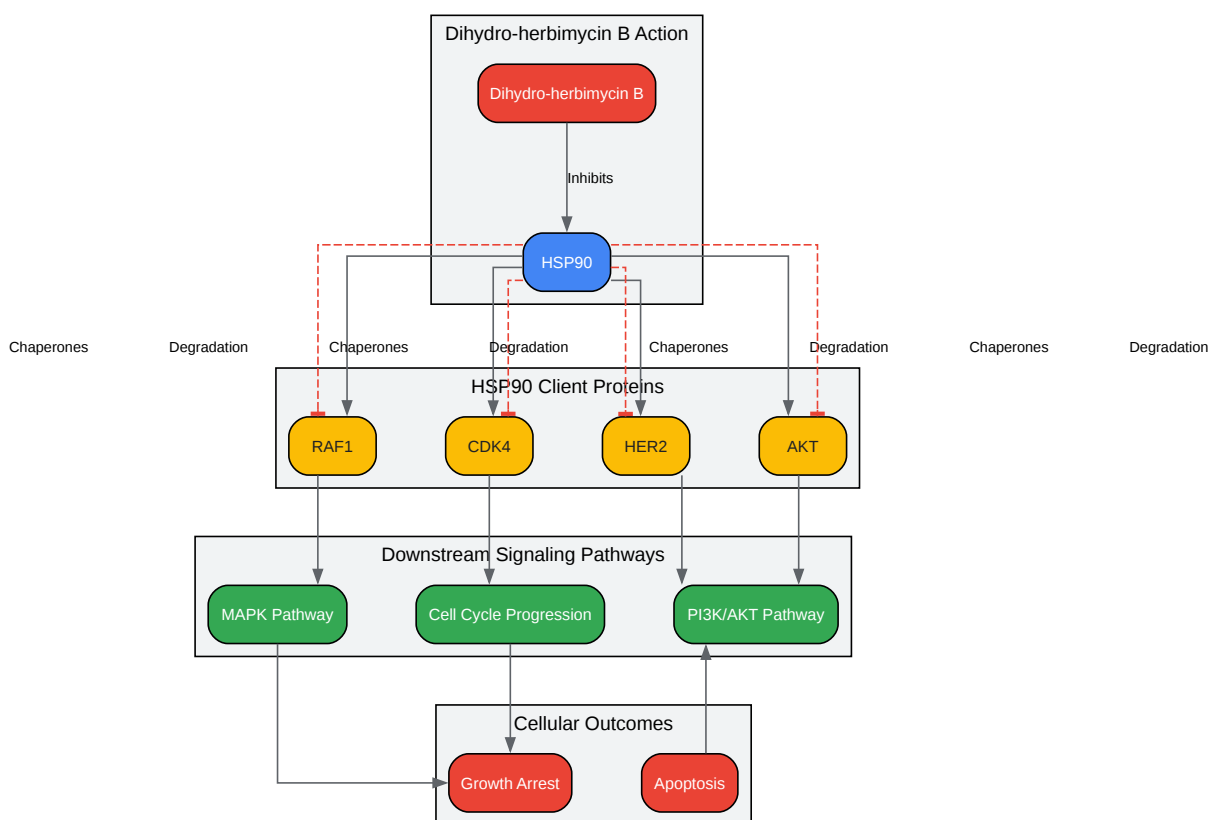 Dihydro-herbimycin B Action
Dihydro-herbimycin B
Inhibits
HSP90
Chaperones
Degradation
Chaperones
Degradation
Chaperones
Degradation
Chaperones
Degradation
HSP90 Client Proteins
RAF1
CDK4
HER2
AKT
Downstream Signaling Pathways
MAPK Pathway
Cell Cycle Progression
PI3K/AKT Pathway
Cellular Outcomes
Growth Arrest
Apoptosis